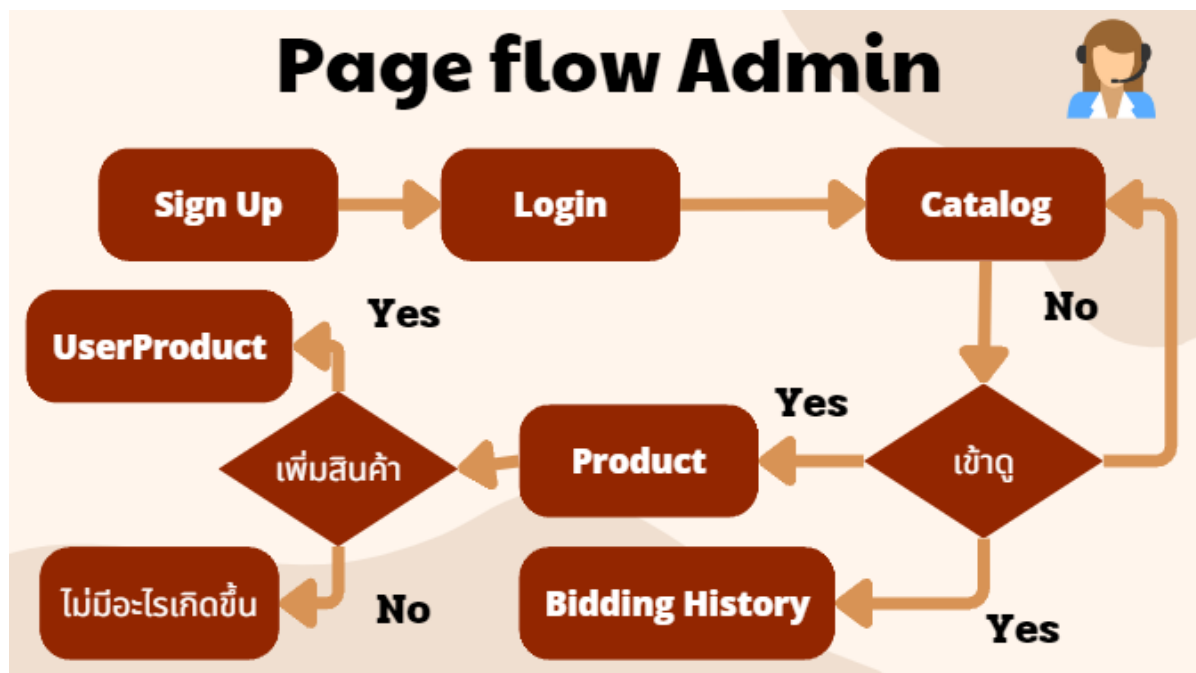 Page flow Admin
Sign Up
Login
Catalog
No
Yes
UserProduct
Yes
เพิ่มสินค้า
Product
เข้าดู
ไม่มีอะไรเกิดขึ้น
No
Bidding History
Yes